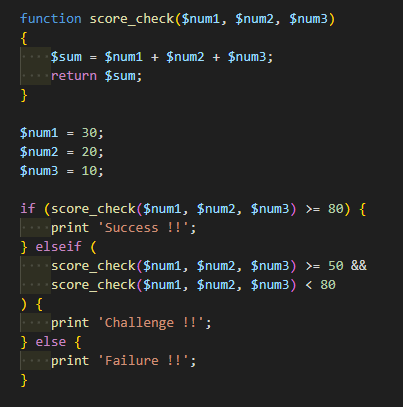 function score_check($num1, $num2, $num3)
{
    $sum = $num1 + $num2 + $num3;
    return $sum;
}

$num1 = 30;
$num2 = 20;
$num3 = 10;

if (score_check($num1, $num2, $num3) >= 80) {
    print 'Success !!';
} elseif (
    score_check($num1, $num2, $num3) >= 50 &&
    score_check($num1, $num2, $num3) < 80
) {
    print 'Challenge !!';
} else {
    print 'Failure !!';
}